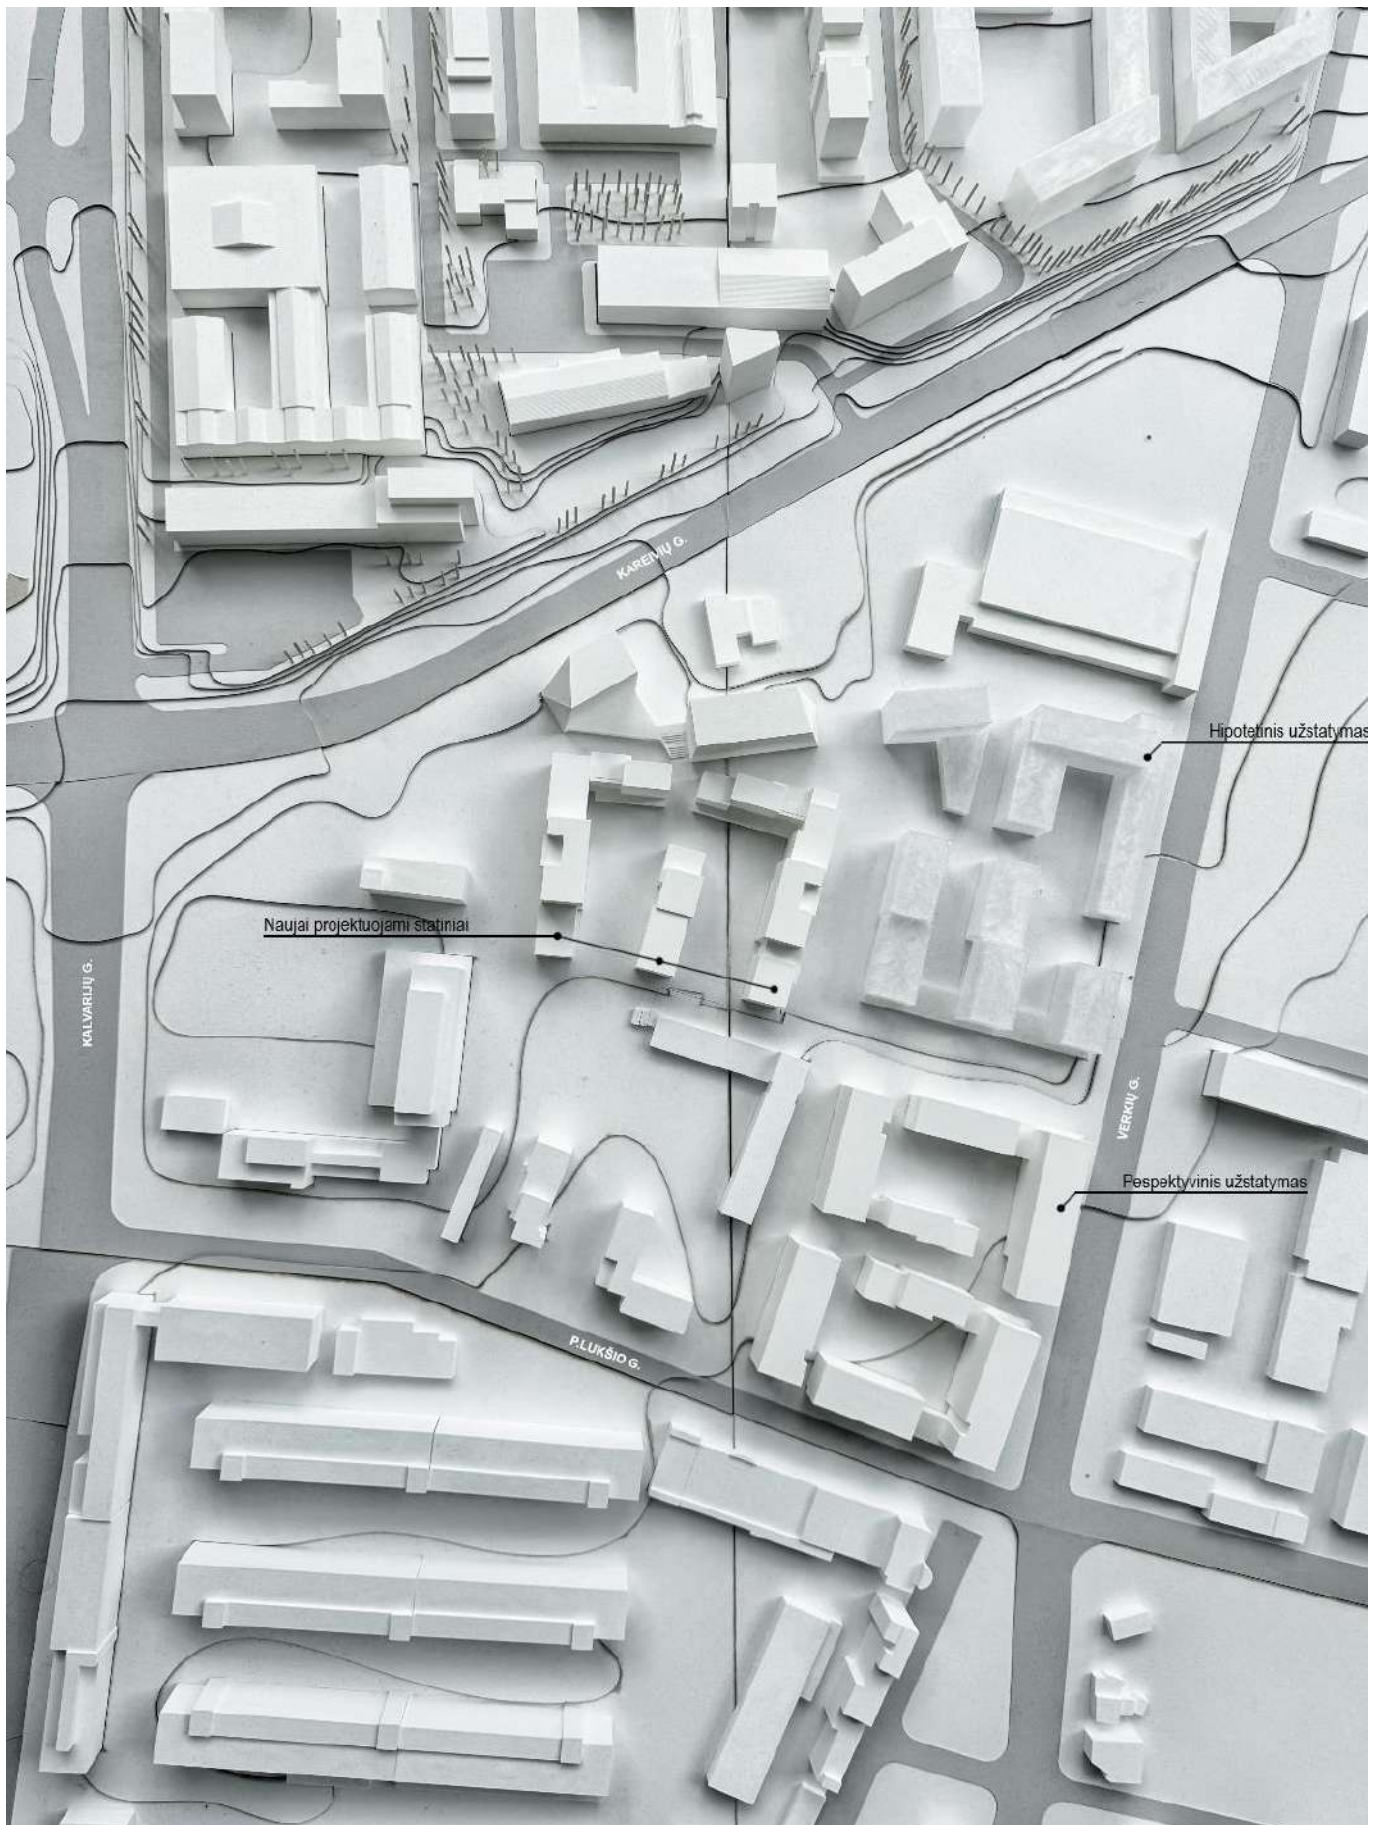 KAREIVIŲ G.
Hipotetinis užstatymas
Naujai projektuojami statiniai
KALVARIJŲ G.
VERKIŲ G.
Pespektyvinis užstatymas
P.LUKŠIO G.